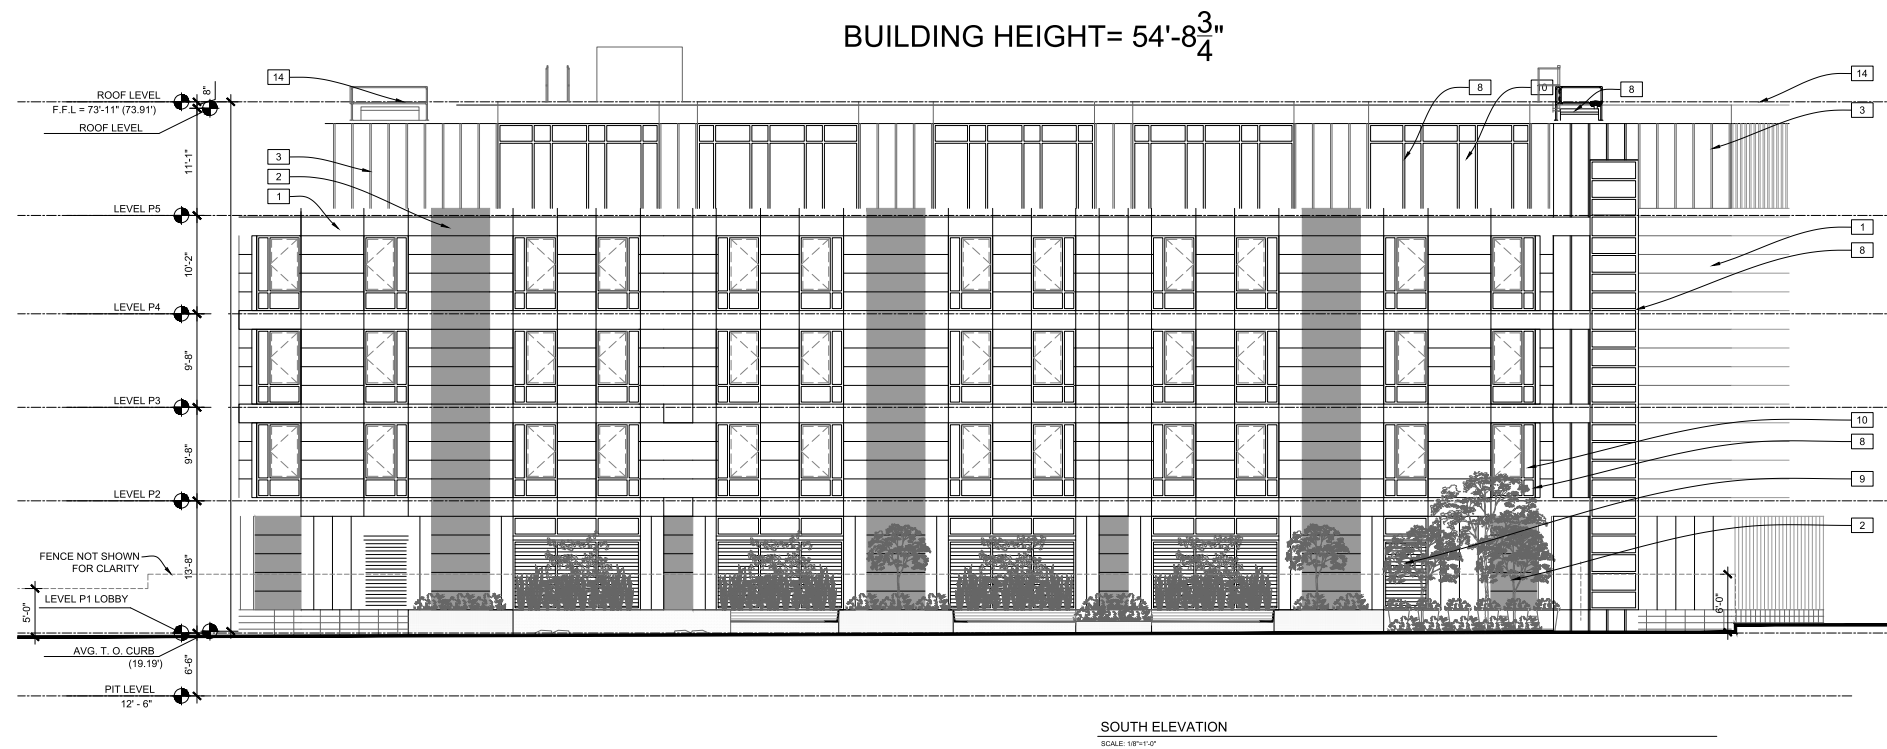 BUILDING HEIGHT= 54'-8 3/4"
14
8
10
8
14
ROOF LEVEL
8"
F.F.L = 73'-11" (73.91')
3
ROOF LEVEL
11'-1"
3
2
1
LEVEL P5
1
8
10'-2"
LEVEL P4
9'-8"
LEVEL P3
10
8
9'-8"
9
LEVEL P2
2
FENCE NOT SHOWN
FOR CLARITY
13'-8"
LEVEL P1 LOBBY
5'-0"
6'-0"
AVG. T. O. CURB
(19.19')
6'-6"
PIT LEVEL
12' - 6"
SOUTH ELEVATION
SCALE: 1/8"=1'-0"